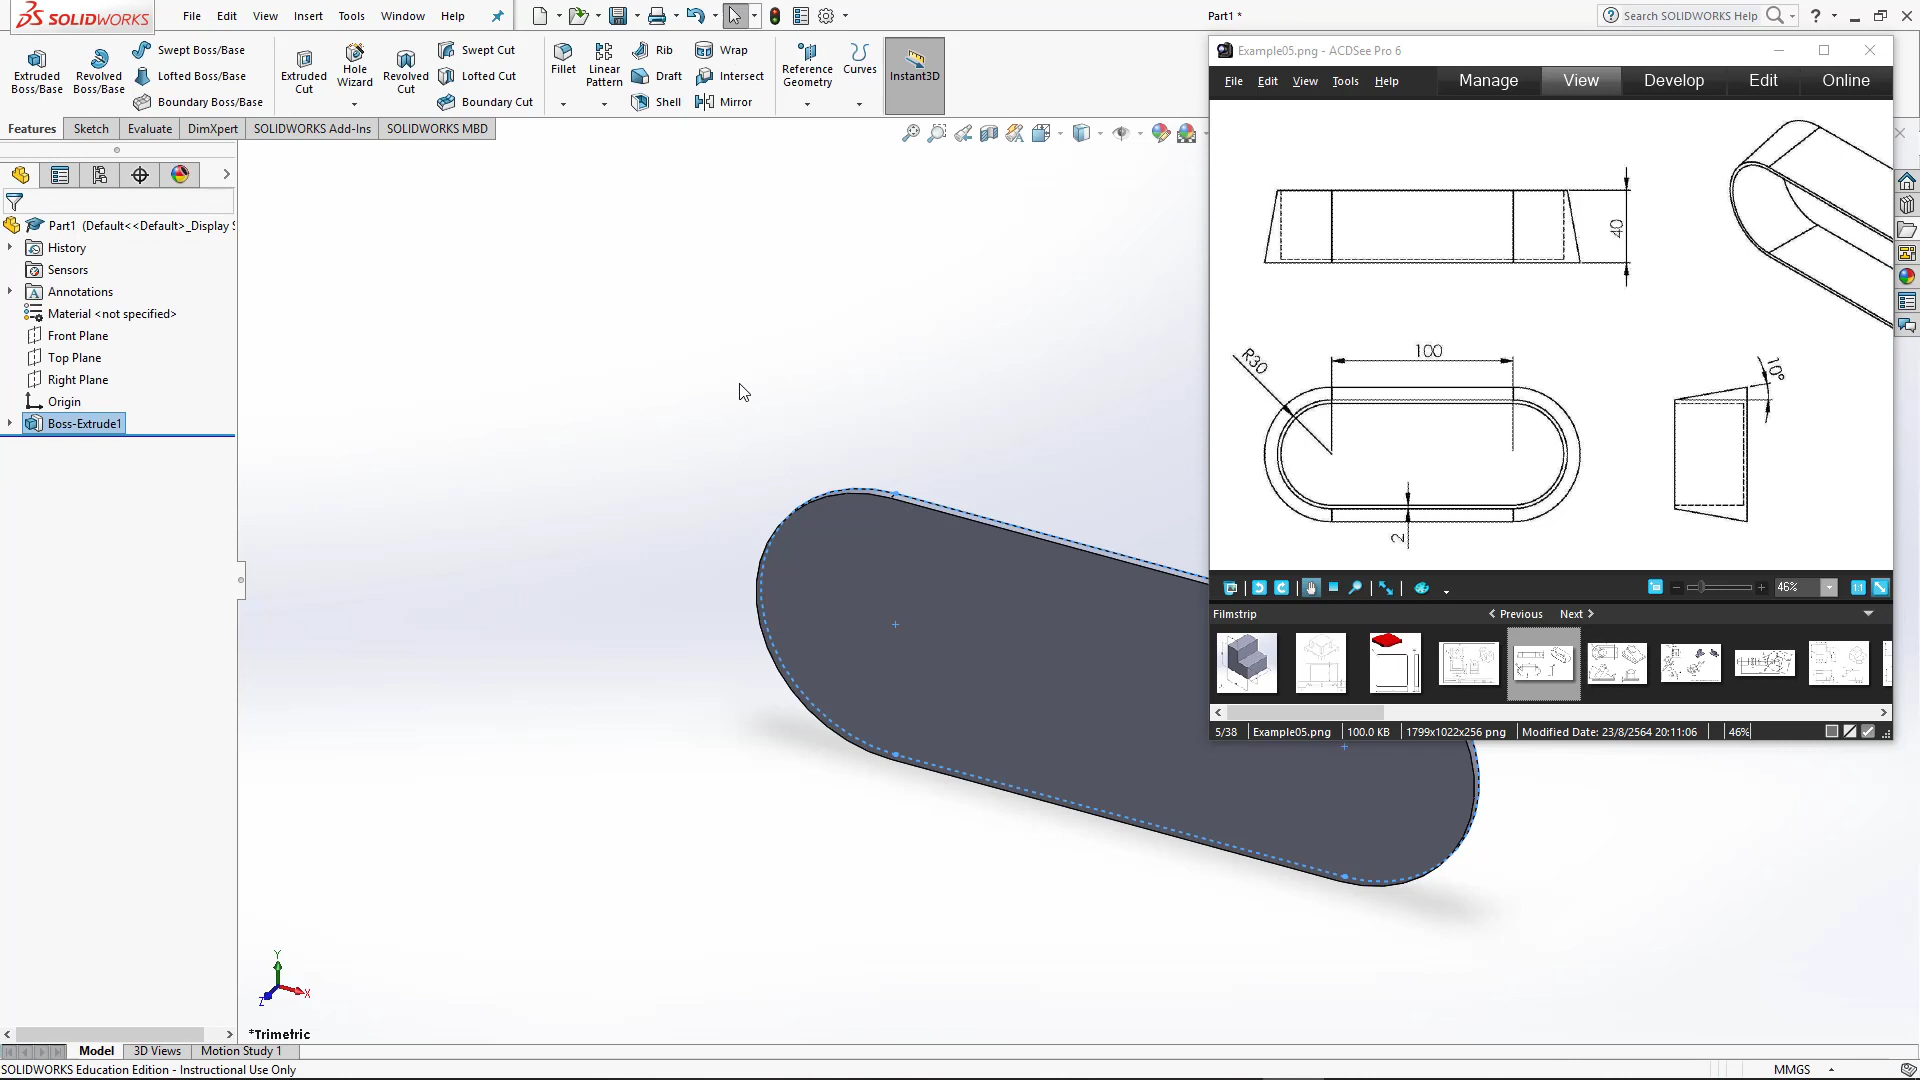 SOLIDWORKS
File Edit View Insert Tools Window Help
Part1 *
Search SOLIDWORKS Help
Extruded Boss/Base
Revolved Boss/Base
Swept Boss/Base
Lofted Boss/Base
Boundary Boss/Base
Extruded Cut
Hole Wizard
Revolved Cut
Swept Cut
Lofted Cut
Boundary Cut
Fillet
Linear Pattern
Rib
Draft
Shell
Wrap
Intersect
Mirror
Reference Geometry
Curves
Instant3D
Features Sketch Evaluate DimXpert SOLIDWORKS Add-Ins SOLIDWORKS MBD
Part1 (Default<<Default>_Display S
History
Sensors
Annotations
Material <not specified>
Front Plane
Top Plane
Right Plane
Origin
Boss-Extrude1
Example05.png - ACDSee Pro 6
File Edit View Tools Help Manage View Develop Edit Online
40
100
R30
10°
2
46%
Filmstrip Previous Next
5/38 Example05.png 100.0 KB 1799x1022x256 png Modified Date: 23/8/2564 20:11:06 46%
Y
X
Z
*Trimetric
Model 3D Views Motion Study 1
SOLIDWORKS Education Edition - Instructional Use Only
MMGS